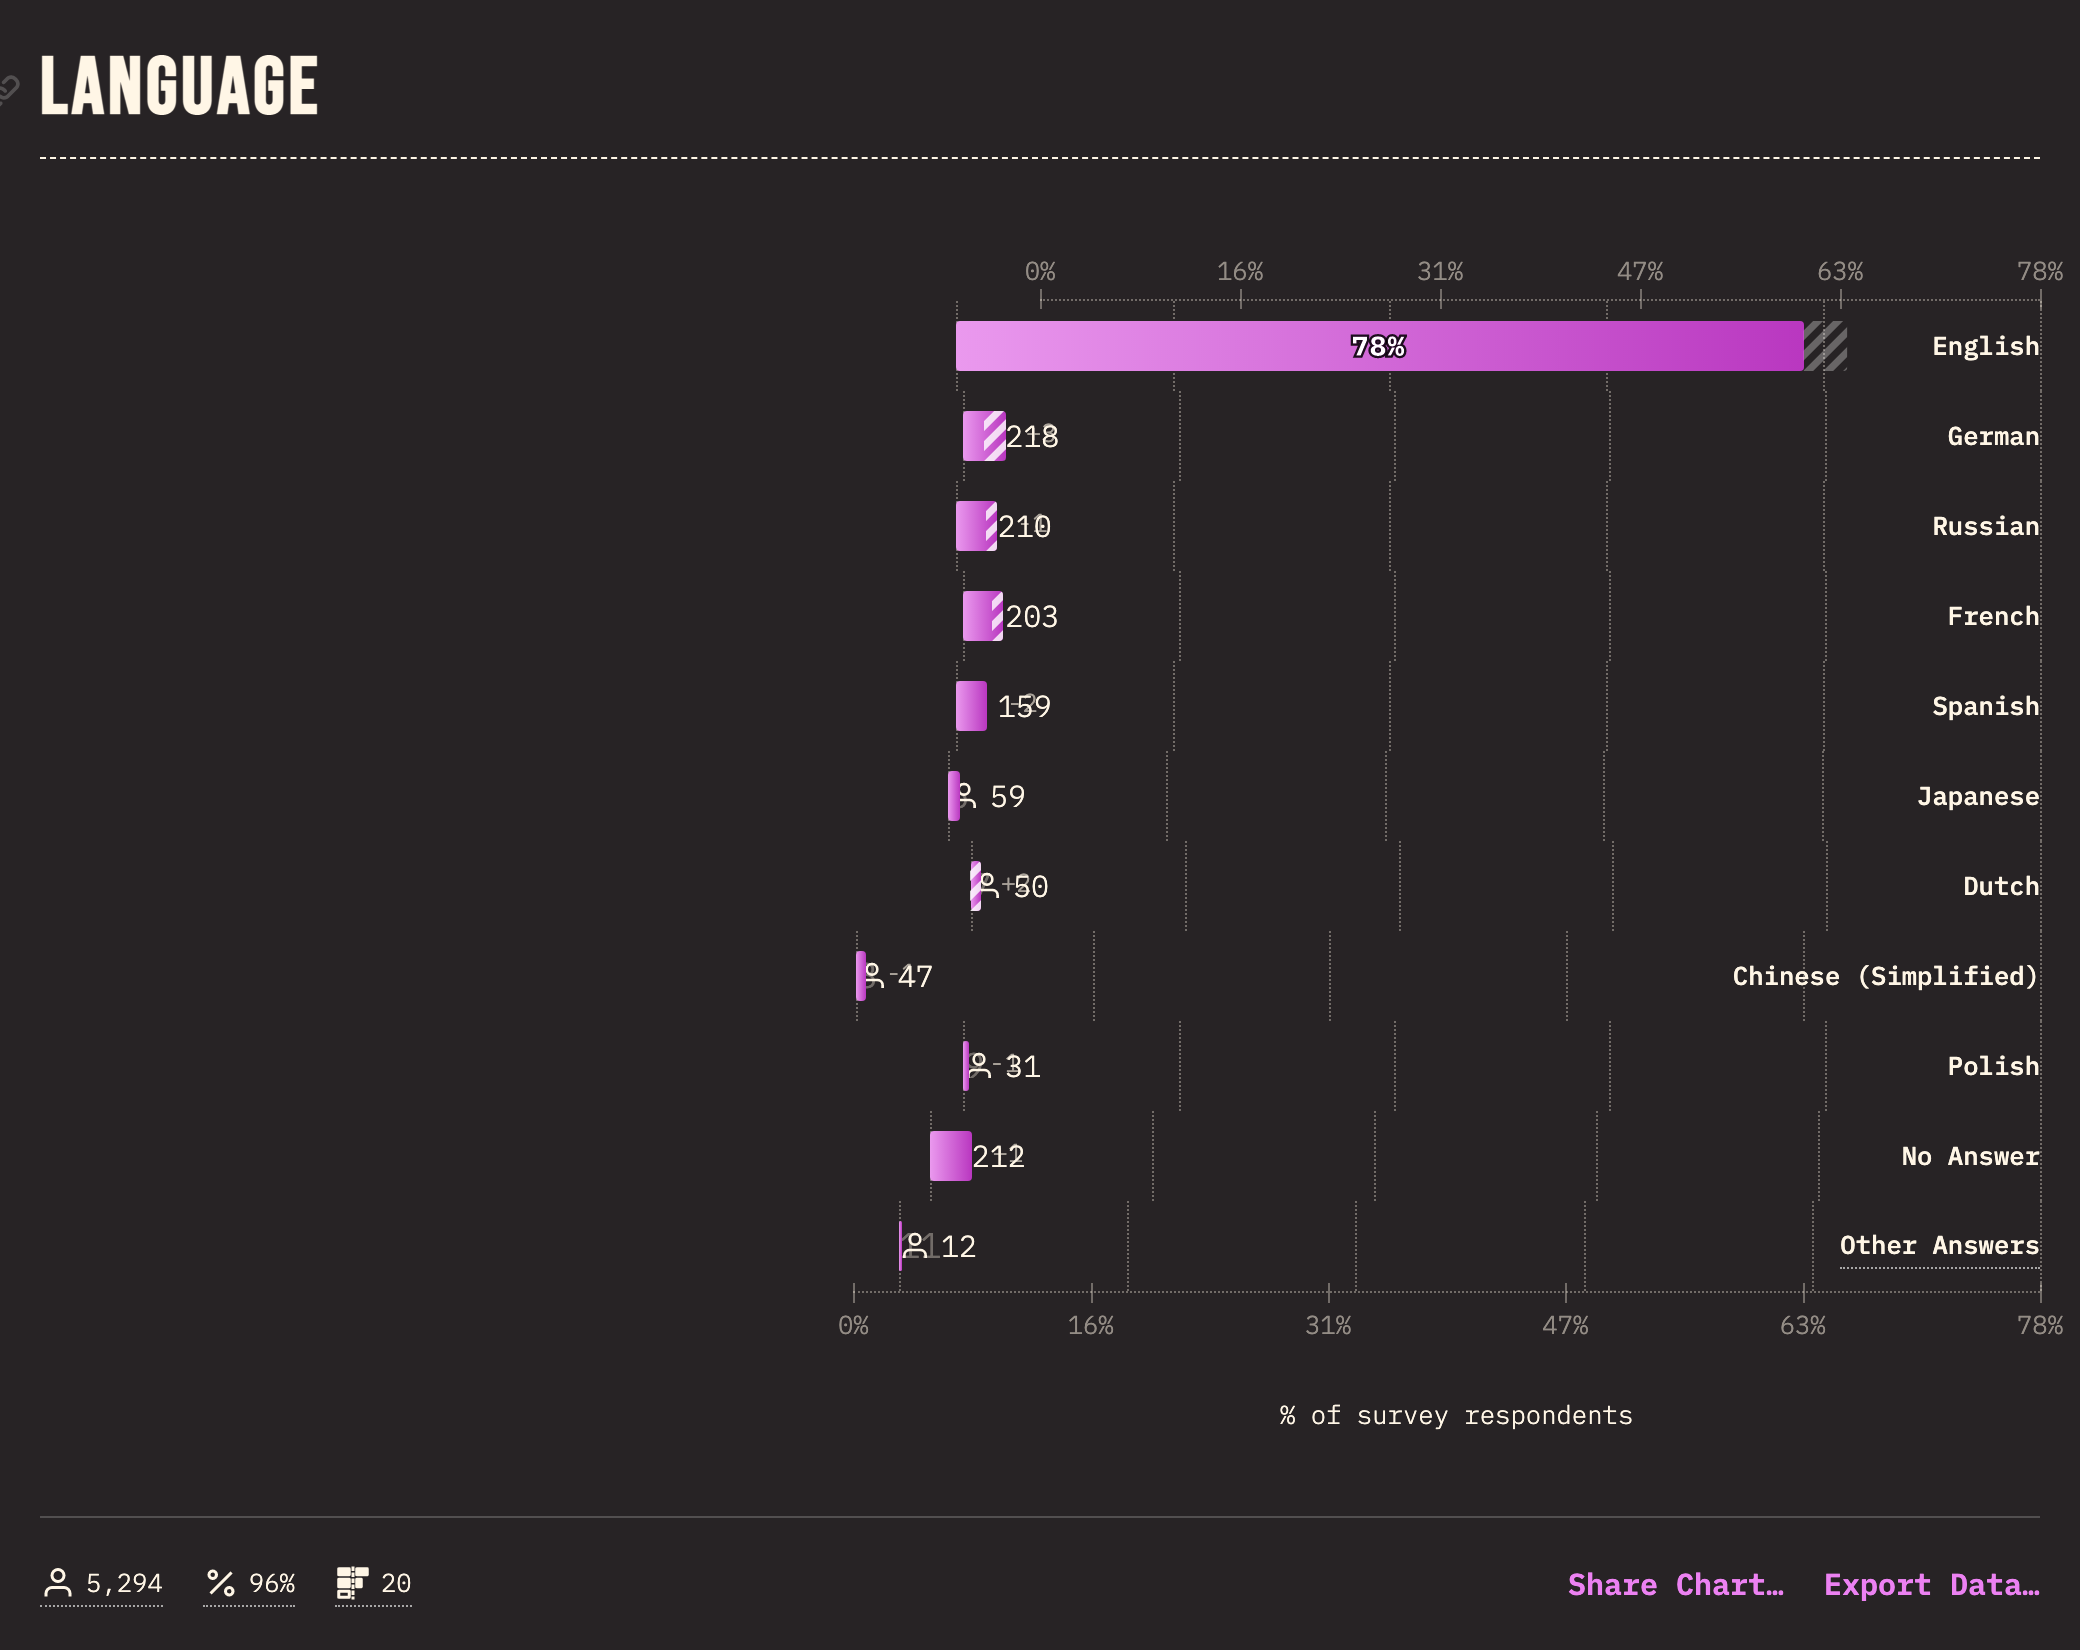 LANGUAGE
0% 16% 31% 47% 63% 78%
78% English
218 German
210 Russian
203 French
159 Spanish
59 Japanese
50 Dutch
47 Chinese (Simplified)
31 Polish
212 No Answer
12 Other Answers
0% 16% 31% 47% 63% 78%
% of survey respondents
5,294 96% 20 Share Chart… Export Data…